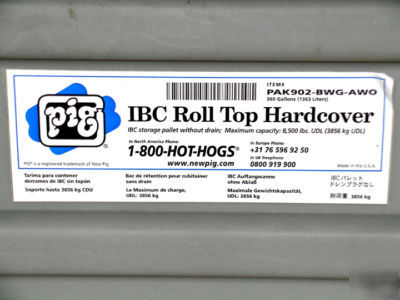 ITEM#
PAK902-BWG-AWO
360 Gallons (1363 Liters)
pig
IBC Roll Top Hardcover
IBC storage pallet without drain; Maximum capacity: 8,500 lbs. UDL (3856 kg UDL)
In North America Phone:
1-800-HOT-HOGS®
www.newpig.com
In Europe Phone:
+31 76 596 92 50
In UK Freephone:
0800 919 900
PIG® is a registered trademark of New Pig.
Made in the U.S.A.
Tarima para contener
derrames de IBC sin tapón
Soporte hasta 3856 kg CDU
Bac de rétention pour cubitainer
sans drain
Le Maximum de charge,
UDL: 3856 kg
IBC Auffangwanne
ohne Ablaß
Maximale Gewichtskapazität,
UDL: 3856 kg
IBCパレット
ドレンプラグなし
耐荷重 3856 kg